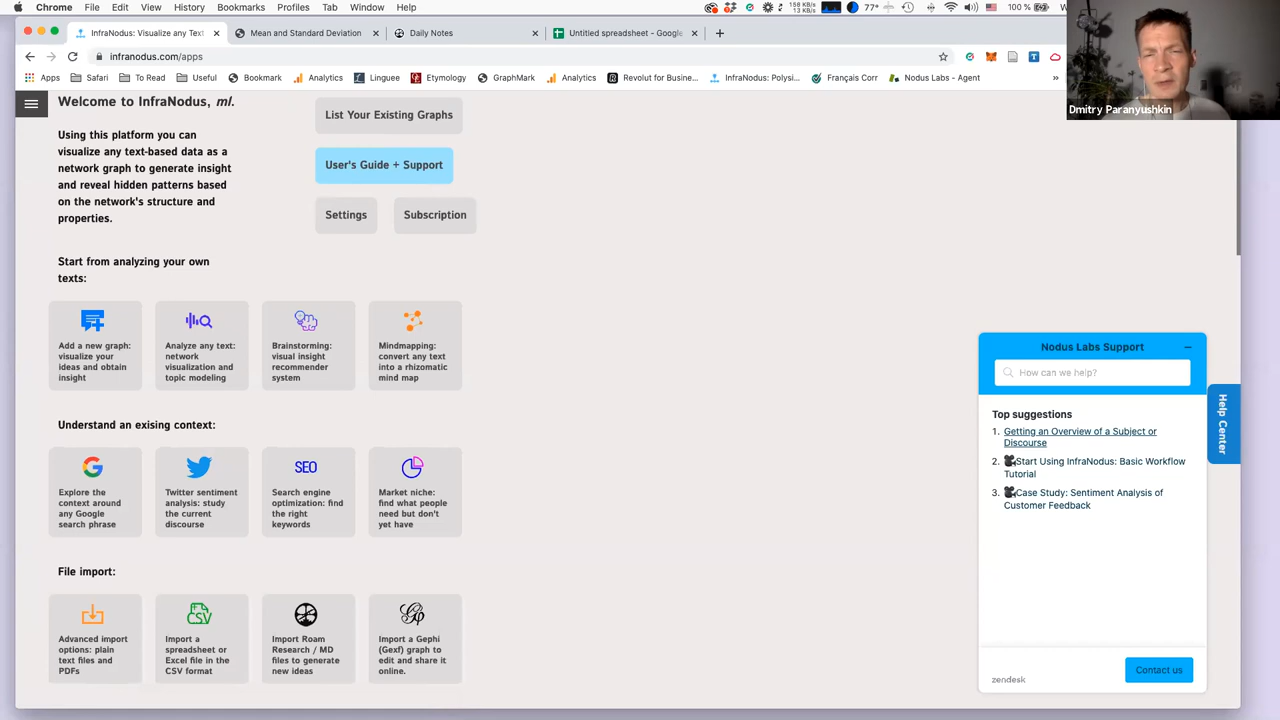 Chrome File Edit View History Bookmarks Profiles Tab Window Help
158 KB/s
13 KB/s
77°
100 %
InfraNodus: Visualize any Text
Mean and Standard Deviation
Daily Notes
Untitled spreadsheet - Google
infranodus.com/apps
Apps Safari To Read Useful Bookmark Analytics Linguee Etymology GraphMark Analytics Revolut for Busine... InfraNodus: Polysi... Français Corr Nodus Labs - Agent »
Dmitry Paranyushkin
Welcome to InfraNodus, ml.
Using this platform you can
visualize any text-based data as a
network graph to generate insight
and reveal hidden patterns based
on the network's structure and
properties.
List Your Existing Graphs
User's Guide + Support
Settings
Subscription
Start from analyzing your own
texts:
Add a new graph:
visualize your
ideas and obtain
insight
Analyze any text:
network
visualization and
topic modeling
Brainstorming:
visual insight
recommender
system
Mindmapping:
convert any text
into a rhizomatic
mind map
Understand an exising context:
Explore the
context around
any Google
search phrase
Twitter sentiment
analysis: study
the current
discourse
SEO
Search engine
optimization: find
the right
keywords
Market niche:
find what people
need but don't
yet have
File import:
Advanced import
options: plain
text files and
PDFs
CSV
Import a
spreadsheet or
Excel file in the
CSV format
Import Roam
Research / MD
files to generate
new ideas
Import a Gephi
(Gexf) graph to
edit and share it
online.
Nodus Labs Support
How can we help?
Top suggestions
1. Getting an Overview of a Subject or
Discourse
2. Start Using InfraNodus: Basic Workflow
Tutorial
3. Case Study: Sentiment Analysis of
Customer Feedback
zendesk
Contact us
Help Center